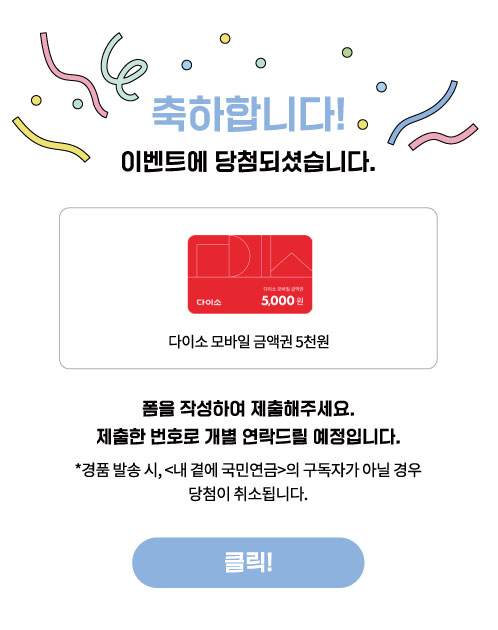 축하합니다!
이벤트에 당첨되셨습니다.
다이소 모바일 금액권
다이소
5,000 원
다이소 모바일 금액권 5천원
폼을 작성하여 제출해주세요.
제출한 번호로 개별 연락드릴 예정입니다.
*경품 발송 시, <내 곁에 국민연금>의 구독자가 아닐 경우
당첨이 취소됩니다.
클릭!